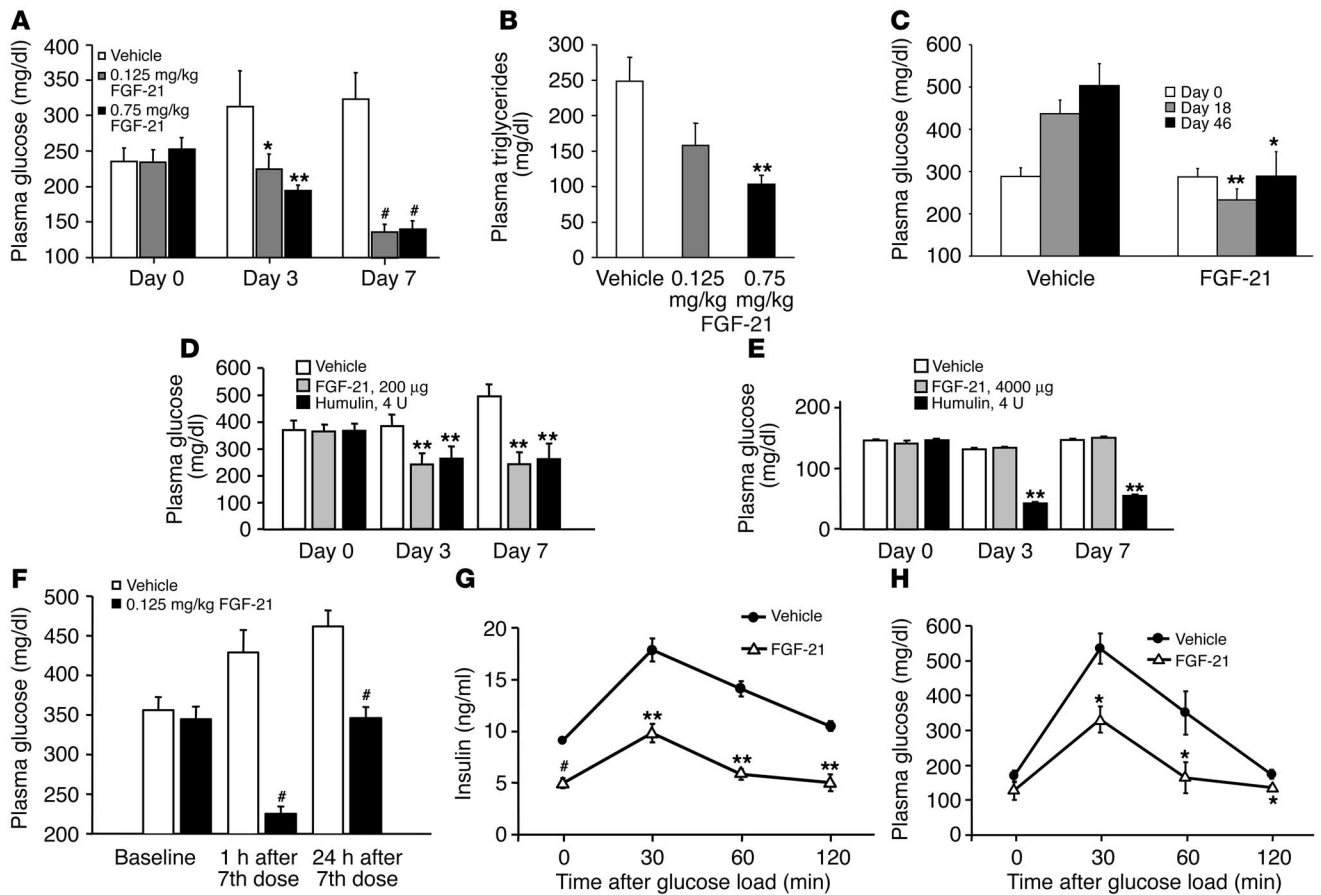 A
Plasma glucose (mg/dl)
400
350
300
250
200
150
100
Vehicle
0.125 mg/kg
FGF-21
0.75 mg/kg
FGF-21
*
**
#
#
Day 0
Day 3
Day 7
B
Plasma triglycerides
(mg/dl)
300
250
200
150
100
50
0
**
Vehicle
0.125
mg/kg
0.75
mg/kg
FGF-21
C
Plasma glucose (mg/dl)
600
500
400
300
200
100
Day 0
Day 18
Day 46
**
*
Vehicle
FGF-21
D
Plasma glucose
(mg/dl)
600
500
400
300
200
100
0
Vehicle
FGF-21, 200 μg
Humulin, 4 U
**
**
**
**
Day 0
Day 3
Day 7
E
Plasma glucose
(mg/dl)
200
100
0
Vehicle
FGF-21, 4000 μg
Humulin, 4 U
**
**
Day 0
Day 3
Day 7
F
Plasma glucose (mg/dl)
500
450
400
350
300
250
200
Vehicle
0.125 mg/kg FGF-21
#
#
Baseline
1 h after
7th dose
24 h after
7th dose
G
Insulin (ng/ml)
20
15
10
5
0
Vehicle
FGF-21
#
**
**
**
0
30
60
120
Time after glucose load (min)
H
Plasma glucose (mg/dl)
600
500
400
300
200
100
0
Vehicle
FGF-21
*
*
*
0
30
60
120
Time after glucose load (min)